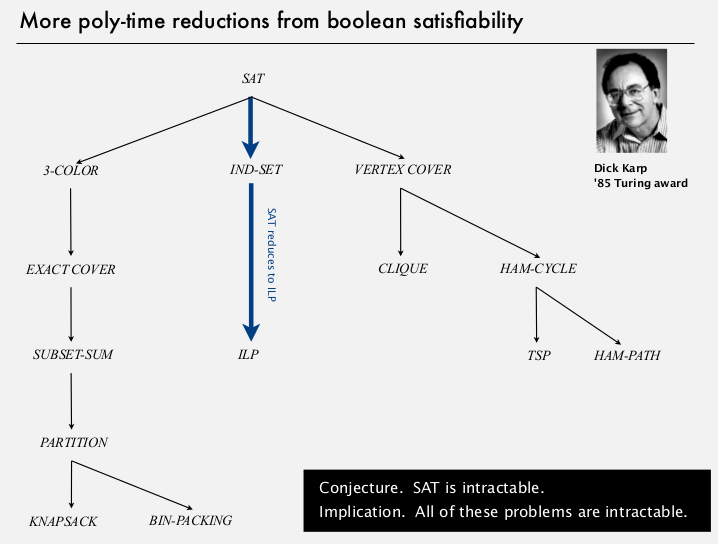 More poly-time reductions from boolean satisfiability
SAT
Dick Karp
'85 Turing award
3-COLOR
IND-SET
VERTEX COVER
SAT reduces to ILP
EXACT COVER
CLIQUE
HAM-CYCLE
SUBSET-SUM
ILP
TSP
HAM-PATH
PARTITION
Conjecture. SAT is intractable.
Implication. All of these problems are intractable.
KNAPSACK
BIN-PACKING